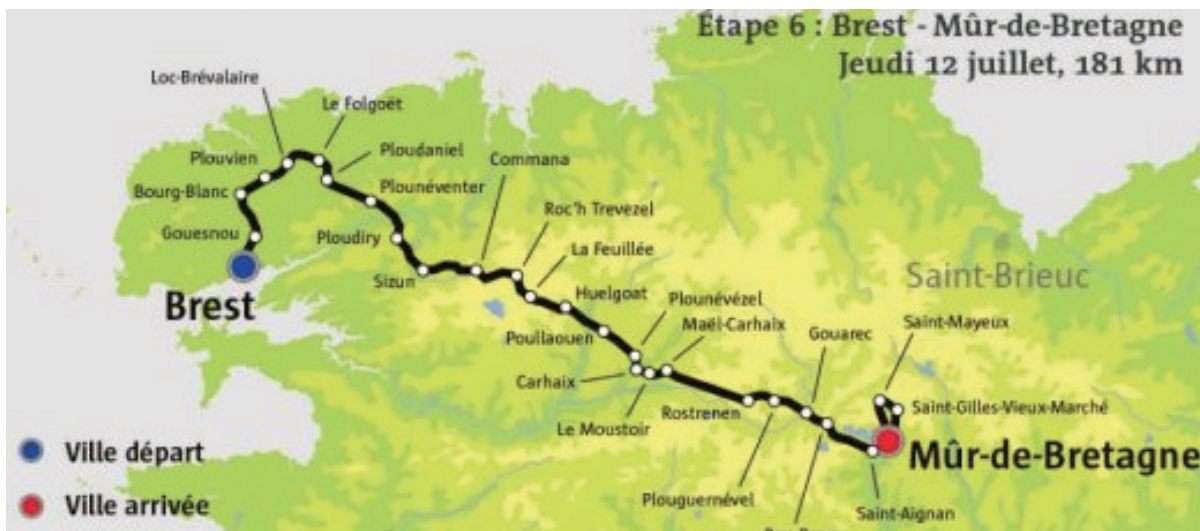 Étape 6 : Brest - Mûr-de-Bretagne
Jeudi 12 juillet, 181 km
Loc-Brévalaire
Le Folgoët
Plouvien
Ploudaniel
Commana
Bourg-Blanc
Plounéventer
Roc'h Trevezel
Gouesnou
Ploudiry
La Feuillée
Sizun
Saint-Brieuc
Brest
Huelgoat
Plounévézel
Maël-Carhaix
Saint-Mayeux
Poullaouen
Gouarec
Carhaix
Rostrenen
Saint-Gilles-Vieux-Marché
Le Moustoir
Ville départ
Mûr-de-Bretagne
Plouguernével
Ville arrivée
Saint-Aignan